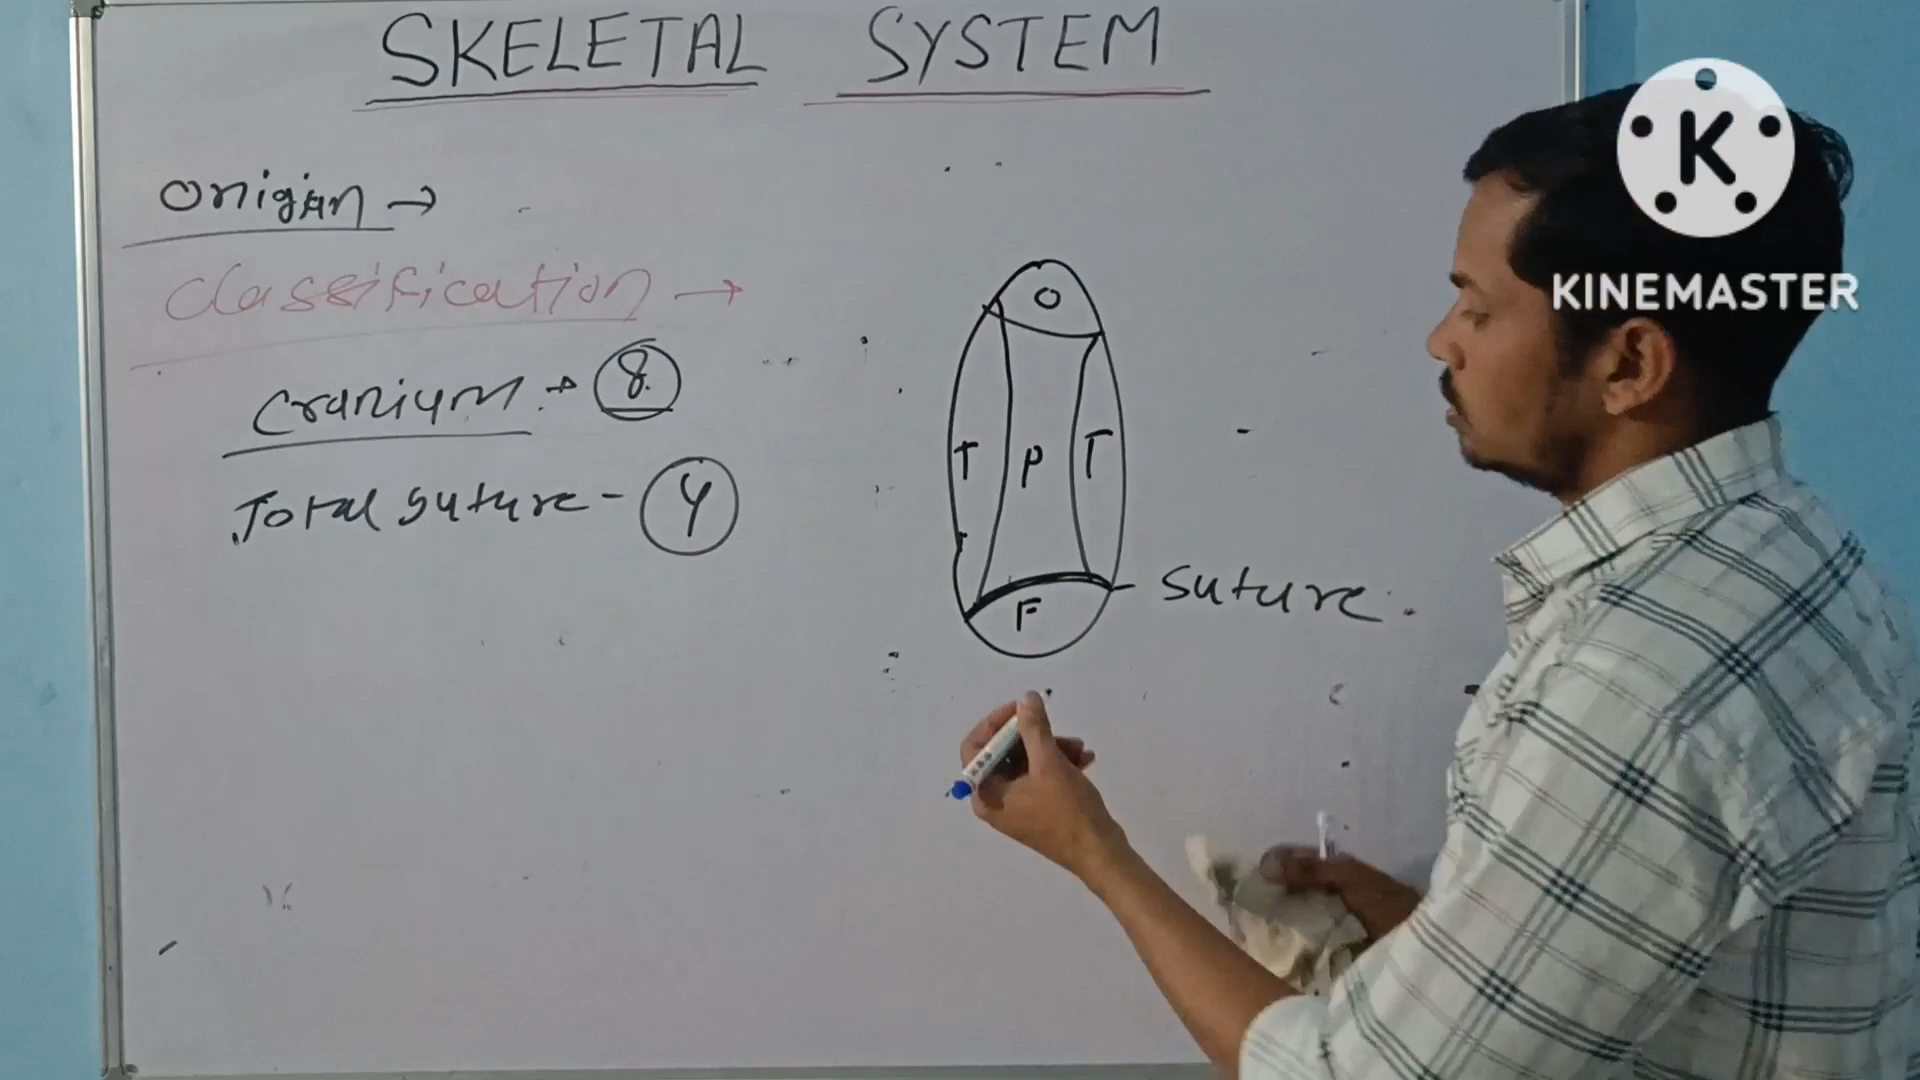 SKELETAL SYSTEM
Origin →
Classification →
Cranium → 8
Total suture - 4
O
T P T
F
Suture.
K
KINEMASTER